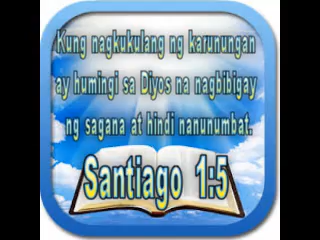 Kung nagkukulang ng karunungan
ay humingi sa Diyos na nagbibigay
ng sagana at hindi nanunumbat.
Santiago 1:5